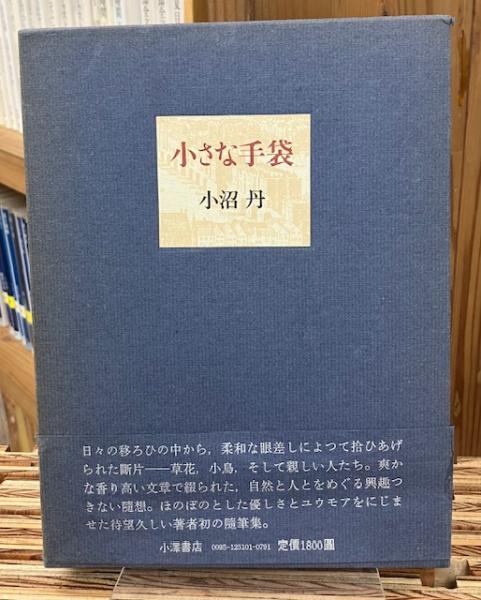 小さな手袋
小沼 丹
日々の移ろひの中から，柔和な眼差しによつて拾ひあげ
られた斷片――草花，小鳥，そして親しい人たち。爽か
な香り高い文章で綴られた，自然と人とをめぐる興趣つ
きない隨想。ほのぼのとした優しさとユウモアをにじま
せた待望久しい著者初の隨筆集。
小澤書店 0095-125101-0791 定價1800圓